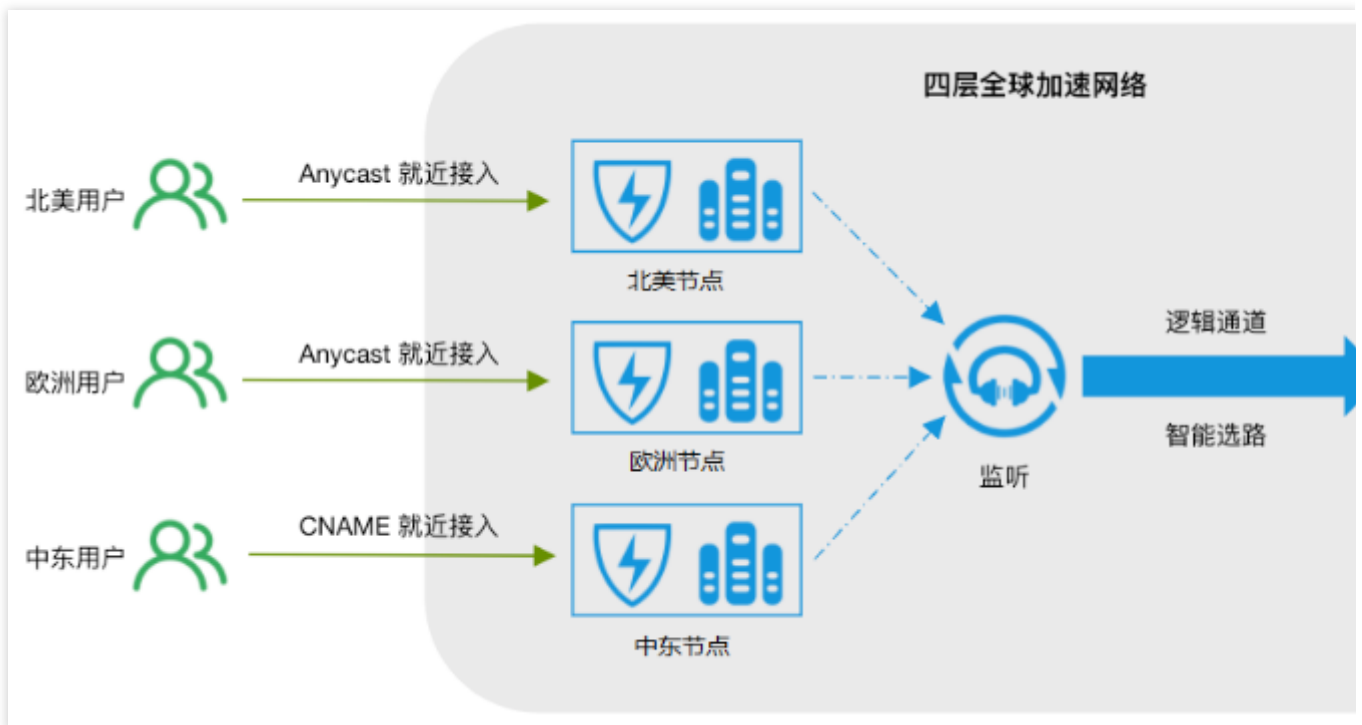 四层全球加速网络
北美用户
Anycast 就近接入
北美节点
欧洲用户
Anycast 就近接入
欧洲节点
逻辑通道
智能选路
监听
中东用户
CNAME 就近接入
中东节点